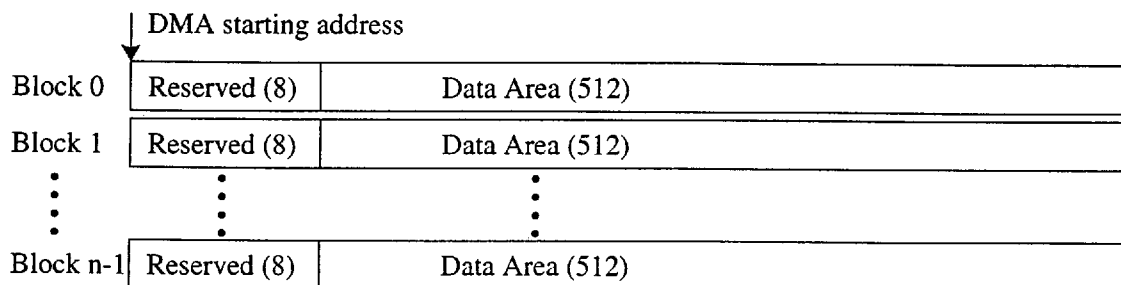 DMA starting address
Block 0 Reserved (8) Data Area (512)
Block 1 Reserved (8) Data Area (512)
Block n-1 Reserved (8) Data Area (512)